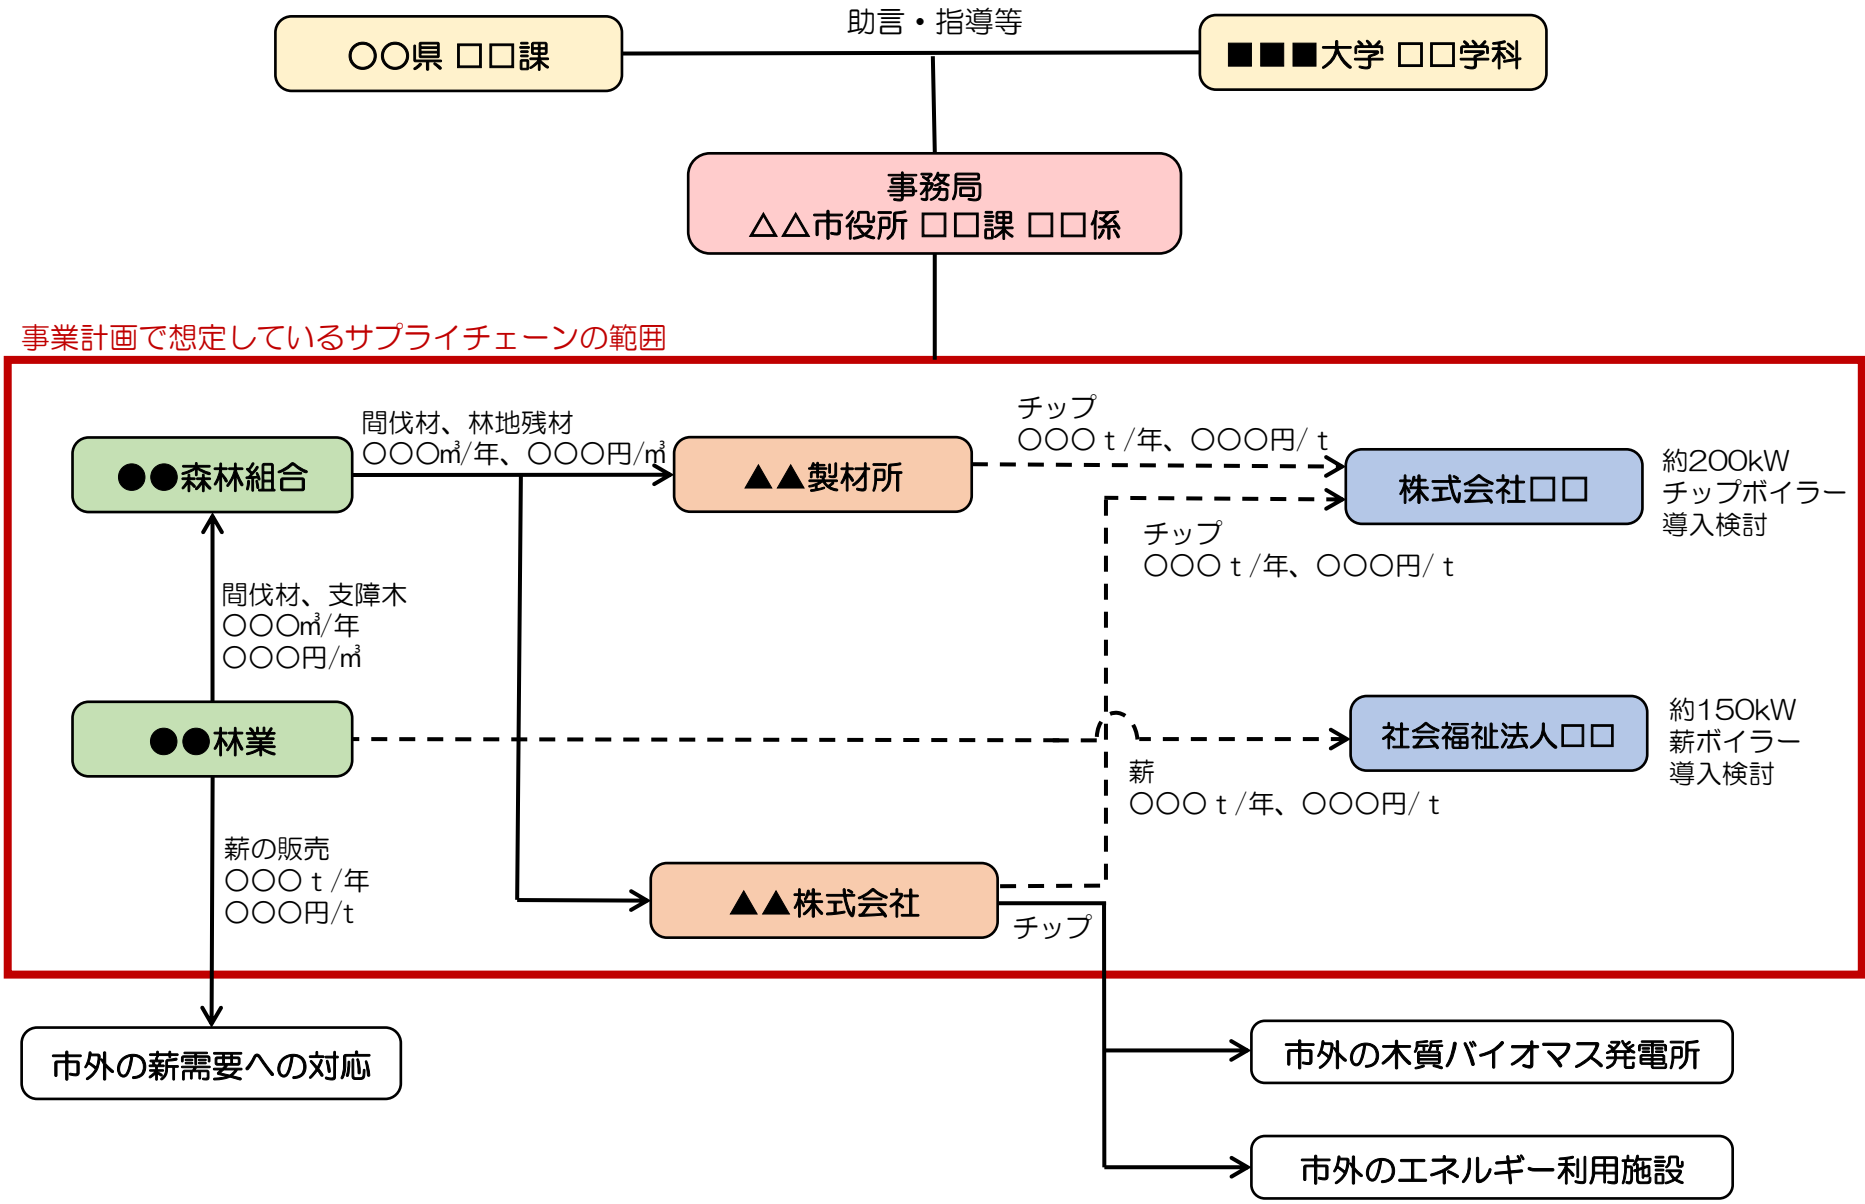 助言・指導等
〇〇県 □□課
■■■大学 □□学科
事務局
△△市役所 □□課 □□係
事業計画で想定しているサプライチェーンの範囲
間伐材、林地残材
〇〇〇㎥/年、〇〇〇円/㎥
チップ
〇〇〇ｔ/年、〇〇〇円/ｔ
●●森林組合
▲▲製材所
株式会社□□
約200kW
チップボイラー
導入検討
チップ
〇〇〇ｔ/年、〇〇〇円/ｔ
間伐材、支障木
〇〇〇㎥/年
〇〇〇円/㎥
●●林業
社会福祉法人□□
約150kW
薪ボイラー
導入検討
薪
〇〇〇ｔ/年、〇〇〇円/ｔ
薪の販売
〇〇〇ｔ/年
〇〇〇円/t
▲▲株式会社
チップ
市外の薪需要への対応
市外の木質バイオマス発電所
市外のエネルギー利用施設